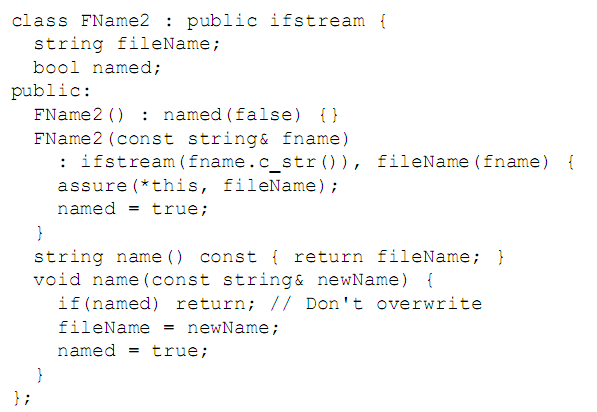 class FName2 : public ifstream {
  string fileName;
  bool named;
public:
  FName2() : named(false) {}
  FName2(const string& fname)
    : ifstream(fname.c_str()), fileName(fname) {
    assure(*this, fileName);
    named = true;
  }
  string name() const { return fileName; }
  void name(const string& newName) {
    if(named) return; // Don't overwrite
    fileName = newName;
    named = true;
  }
};